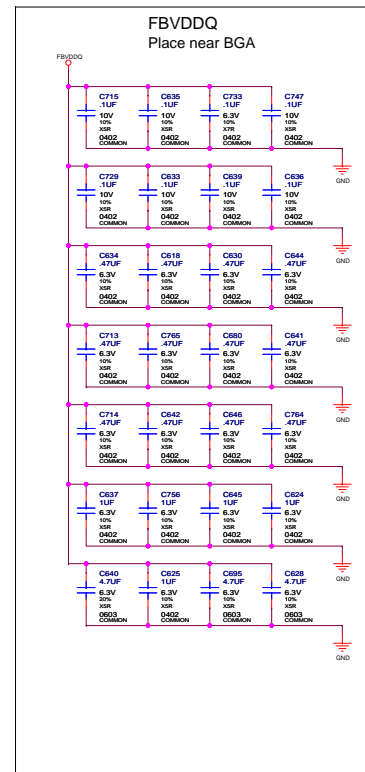 FBVDDQ
Place near BGA
FBVDDQ
C715 C635 C733 C747
.1UF .1UF .1UF .1UF
10V 10V 6.3V 10V
10% 10% 10% 10%
X5R X5R X7R X5R
0402 0402 0402 0402
COMMON COMMON COMMON COMMON
GND
C729 C633 C639 C636
.1UF .1UF .1UF .1UF
10V 10V 10V 10V
10% 10% 10% 10%
X5R X5R X5R X5R
0402 0402 0402 0402
COMMON COMMON COMMON COMMON
GND
C634 C618 C630 C644
.47UF .47UF .47UF .47UF
6.3V 6.3V 6.3V 6.3V
10% 10% 10% 10%
X5R X5R X5R X5R
0402 0402 0402 0402
COMMON COMMON COMMON COMMON
GND
C713 C765 C680 C641
.47UF .47UF .47UF .47UF
6.3V 6.3V 6.3V 6.3V
10% 10% 10% 10%
X5R X5R X5R X5R
0402 0402 0402 0402
COMMON COMMON COMMON COMMON
GND
C714 C642 C646 C764
.47UF .47UF .47UF .47UF
6.3V 6.3V 6.3V 6.3V
10% 10% 10% 10%
X5R X5R X5R X5R
0402 0402 0402 0402
COMMON COMMON COMMON COMMON
GND
C637 C756 C645 C624
1UF 1UF 1UF 1UF
6.3V 6.3V 6.3V 6.3V
10% 10% 10% 10%
X5R X5R X5R X5R
0402 0402 0402 0402
COMMON COMMON COMMON COMMON
GND
C640 C625 C695 C628
4.7UF 1UF 4.7UF 4.7UF
6.3V 6.3V 6.3V 6.3V
20% 10% 10% 10%
X5R X5R X5R X5R
0603 0402 0603 0603
COMMON COMMON COMMON COMMON
GND